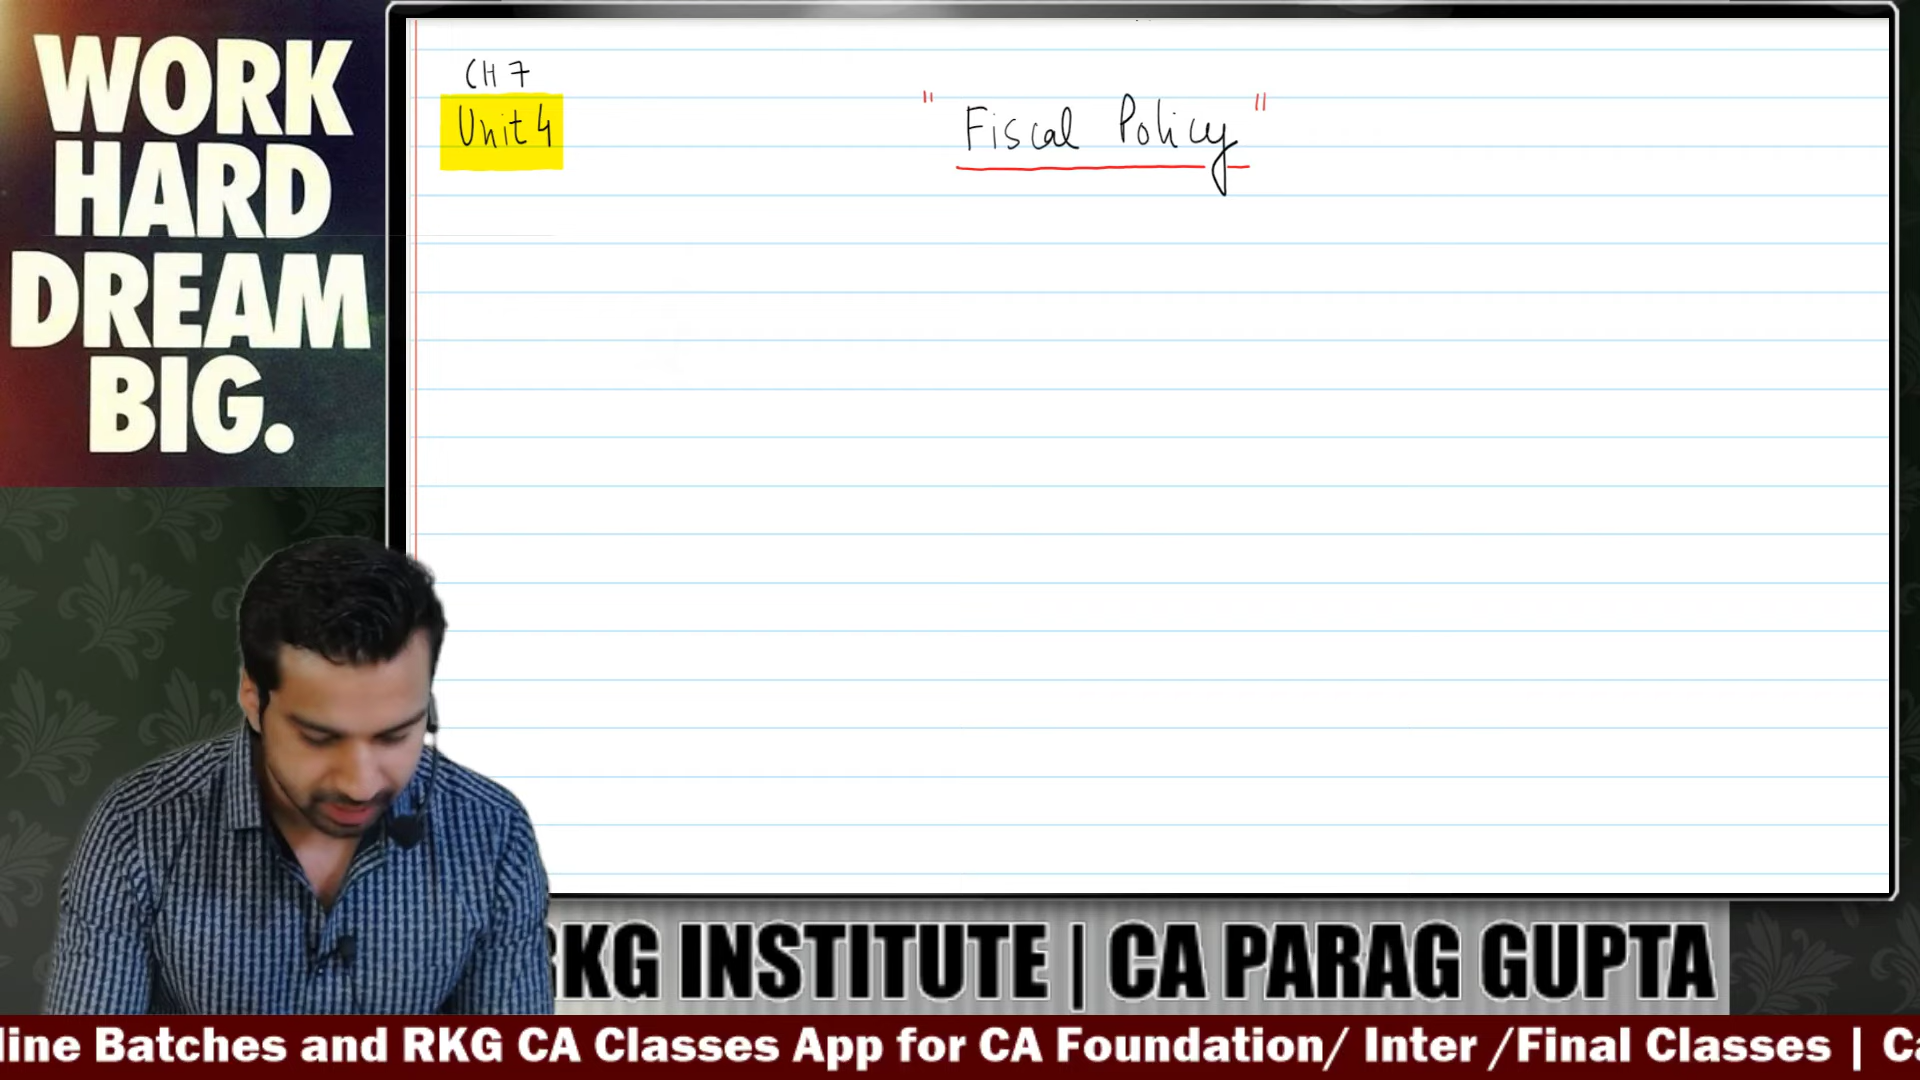 WORK
HARD
DREAM
BIG.
CH 7
Unit 4
" Fiscal Policy "
RKG INSTITUTE | CA PARAG GUPTA
line Batches and RKG CA Classes App for CA Foundation/ Inter /Final Classes | Ca